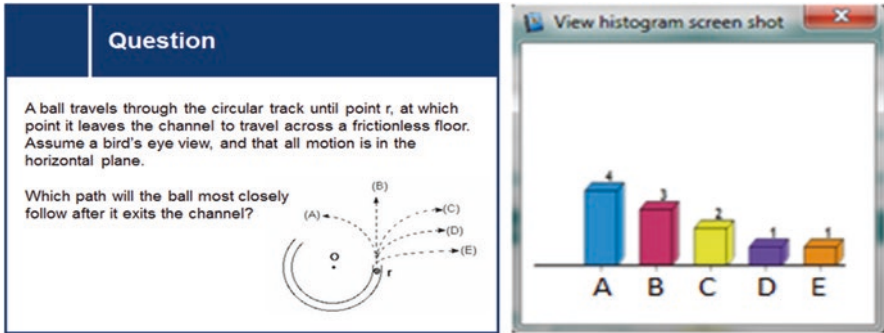 Question
A ball travels through the circular track until point r, at which
point it leaves the channel to travel across a frictionless floor.
Assume a bird's eye view, and that all motion is in the
horizontal plane.
Which path will the ball most closely
follow after it exits the channel?
(B)
(A)
(C)
(D)
(E)
O
r
View histogram screen shot
x
4
3
2
1
1
A B C D E